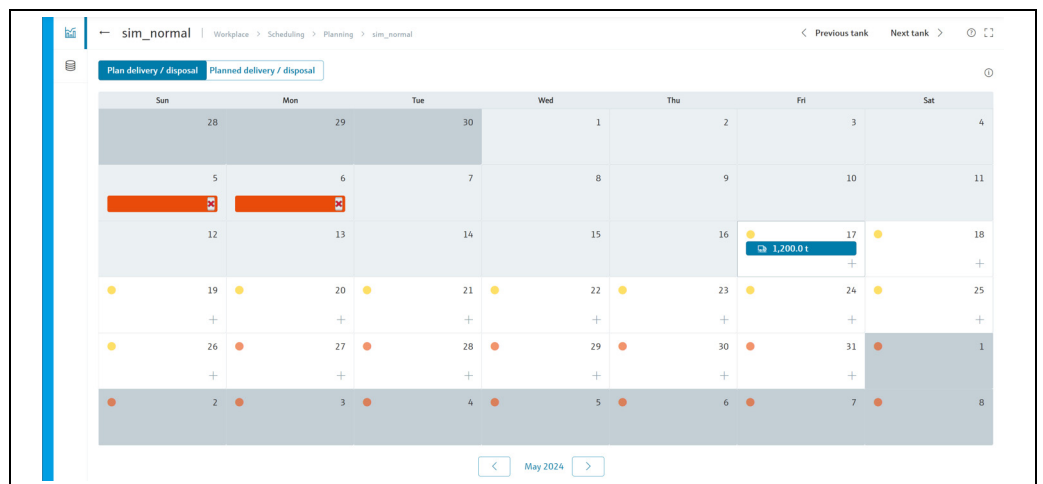 ← sim_normal | Workplace > Scheduling > Planning > sim_normal < Previous tank Next tank >
Plan delivery / disposal Planned delivery / disposal
Sun Mon Tue Wed Thu Fri Sat
28 29 30 1 2 3 4
5 6 7 8 9 10 11
12 13 14 15 16 17 18
1,200.0 t
+ +
19 20 21 22 23 24 25
+ + + + + + +
26 27 28 29 30 31 1
+ + + + + +
2 3 4 5 6 7 8
< May 2024 >